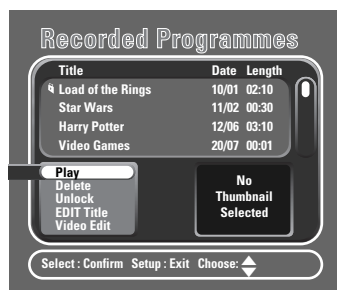 Recorded Programmes
Title Date Length
Load of the Rings 10/01 02:10
Star Wars 11/02 00:30
Harry Potter 12/06 03:10
Video Games 20/07 00:01
Play
Delete
Unlock
EDIT Title
Video Edit
No
Thumbnail
Selected
Select : Confirm Setup : Exit Choose: